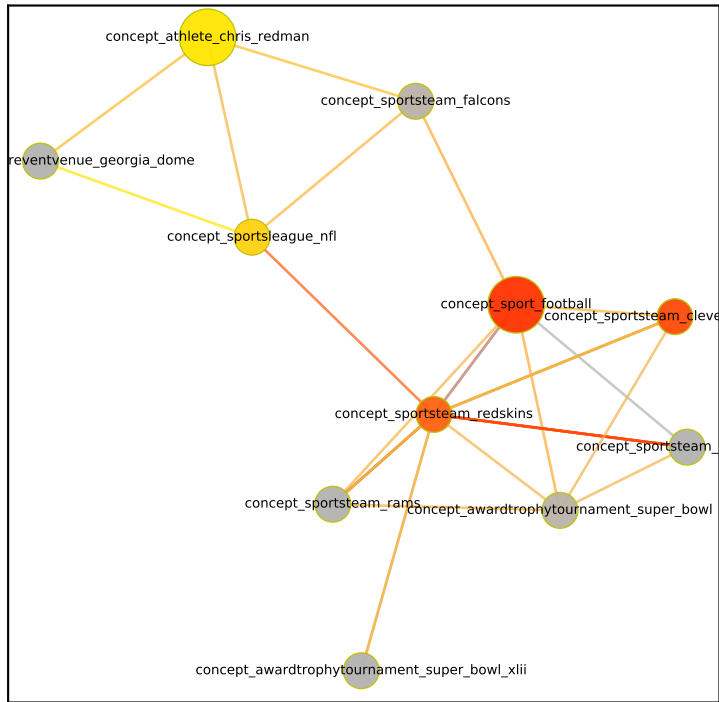 concept_athlete_chris_redman
concept_sportsteam_falcons
reventvenue_georgia_dome
concept_sportsleague_nfl
concept_sport_football
concept_sportsteam_cleve
concept_sportsteam_redskins
concept_sportsteam_
concept_sportsteam_rams
concept_awardtrophytournament_super_bowl
concept_awardtrophytournament_super_bowl_xlii